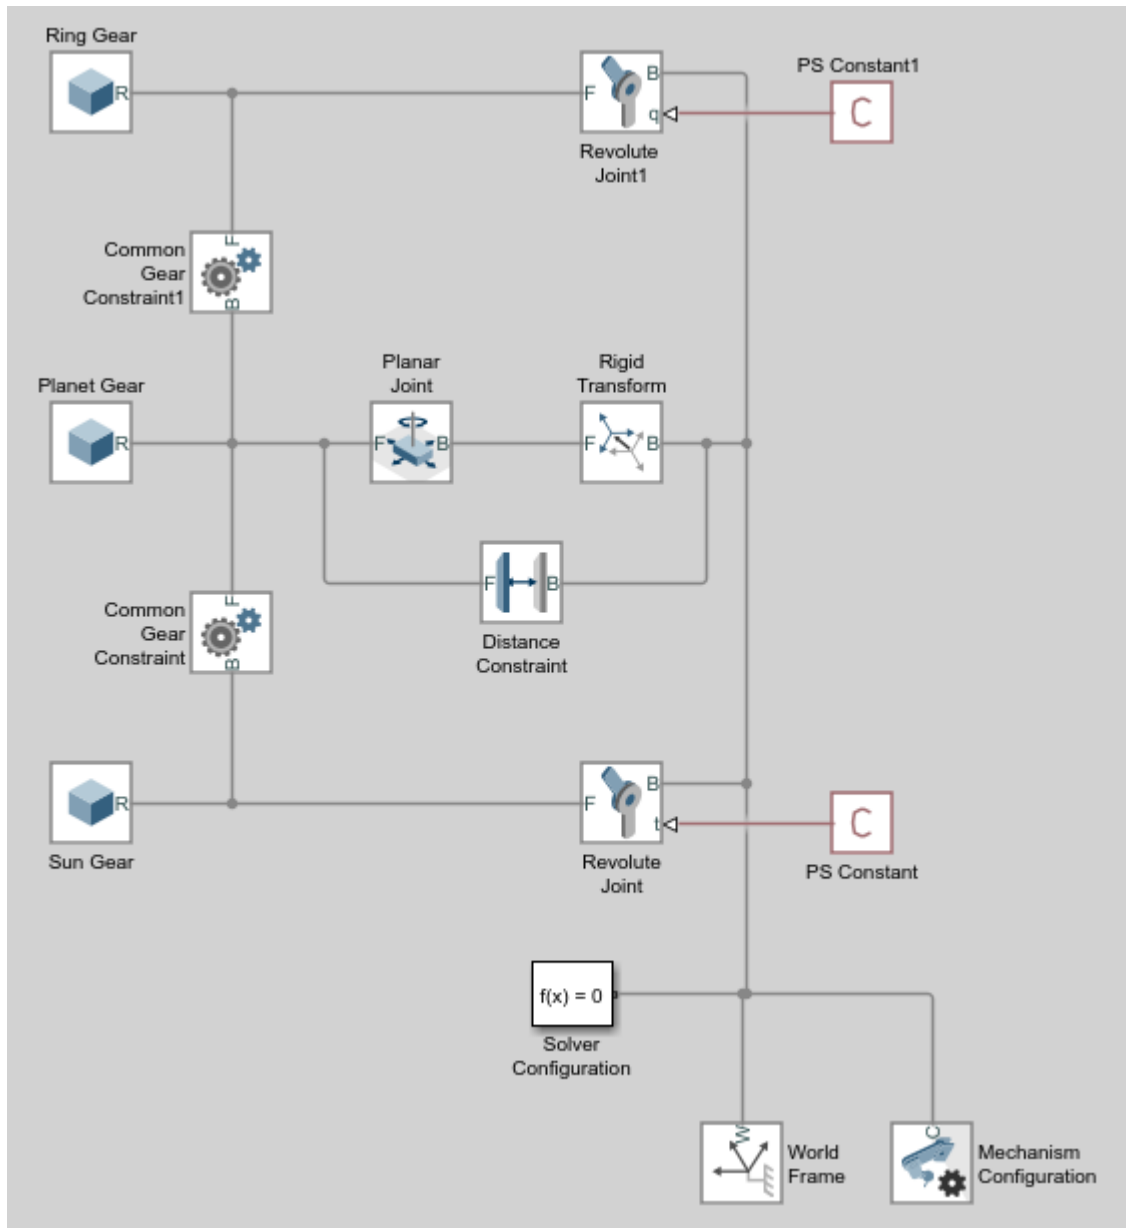 Ring Gear
R
F
B
q
Revolute
Joint1
PS Constant1
C
Common
Gear
Constraint1
F
B
Planet Gear
R
Planar
Joint
F
B
Rigid
Transform
F
B
F
B
Distance
Constraint
Common
Gear
Constraint
F
B
R
Sun Gear
F
B
t
Revolute
Joint
C
PS Constant
f(x) = 0
Solver
Configuration
W
World
Frame
C
Mechanism
Configuration